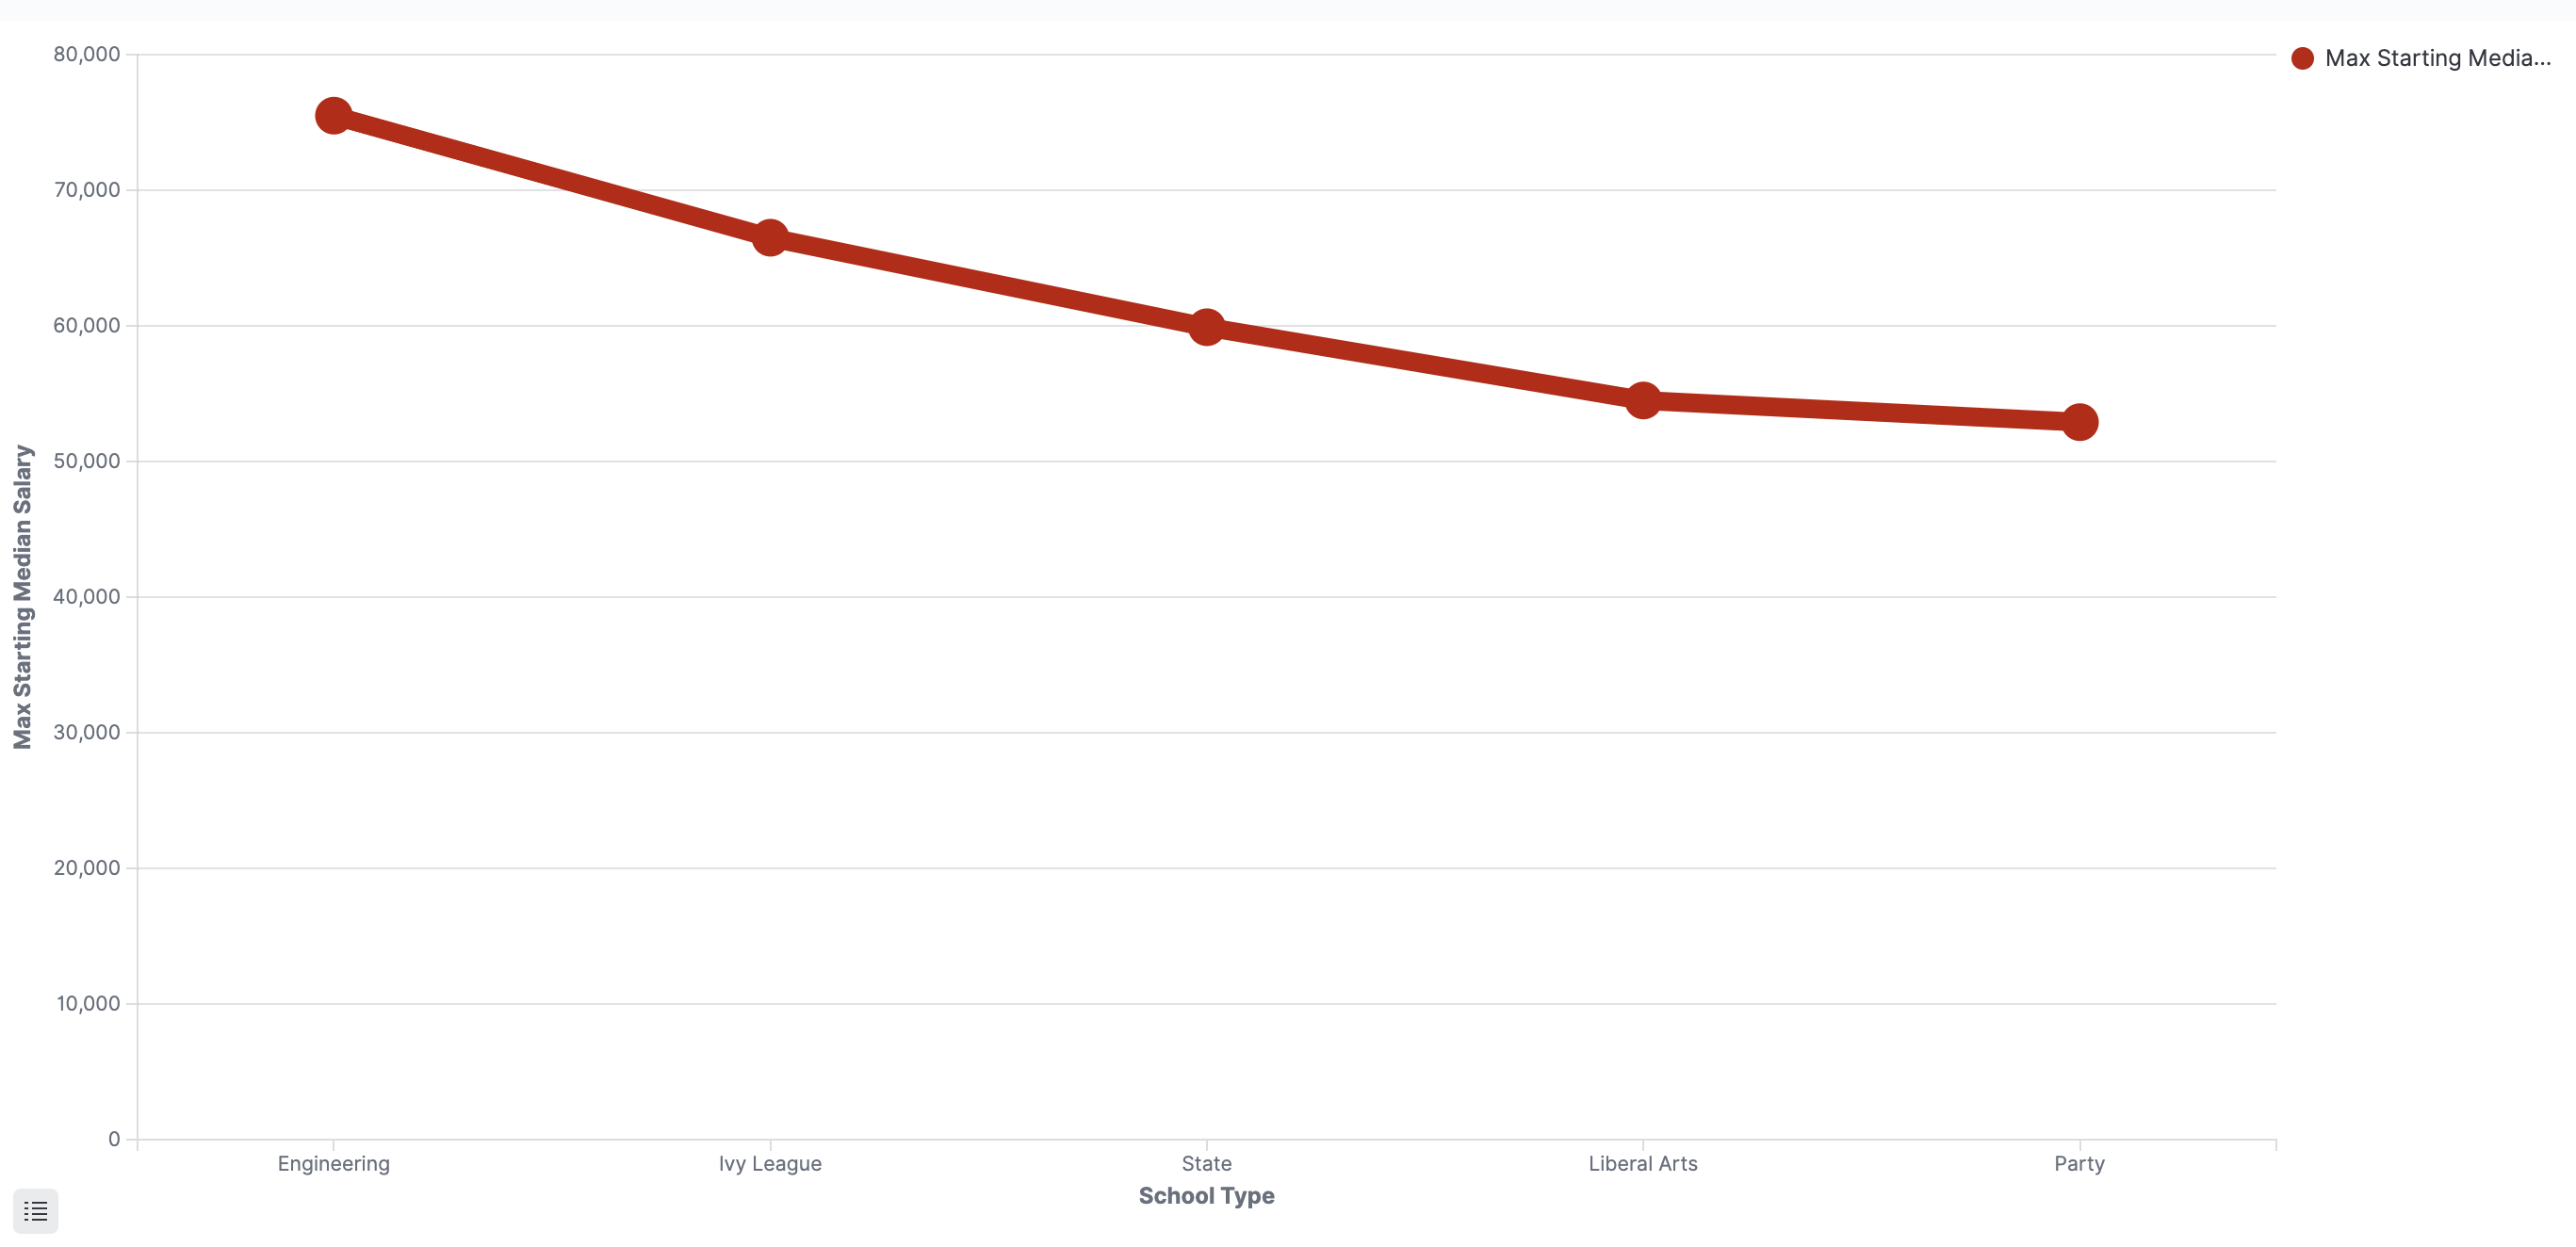 80,000
70,000
60,000
50,000
40,000
30,000
20,000
10,000
0
Max Starting Median Salary
Engineering
Ivy League
State
Liberal Arts
Party
School Type
Max Starting Media...